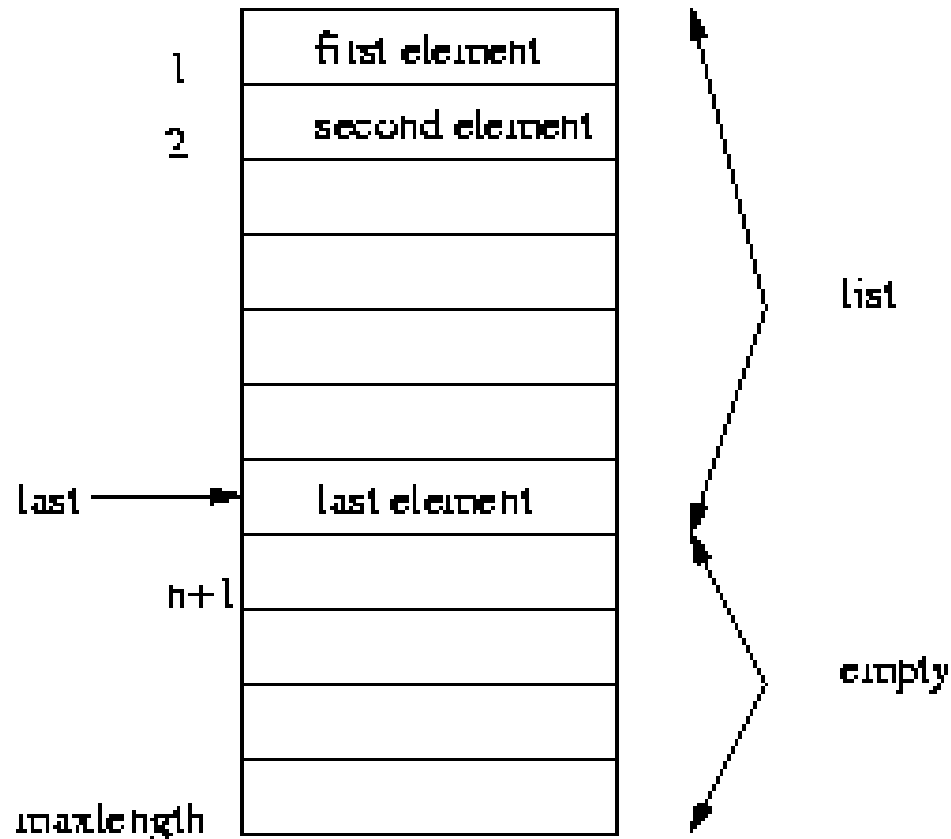 first element
1
second element
2
list
last
last element
n+1
empty
maxlength